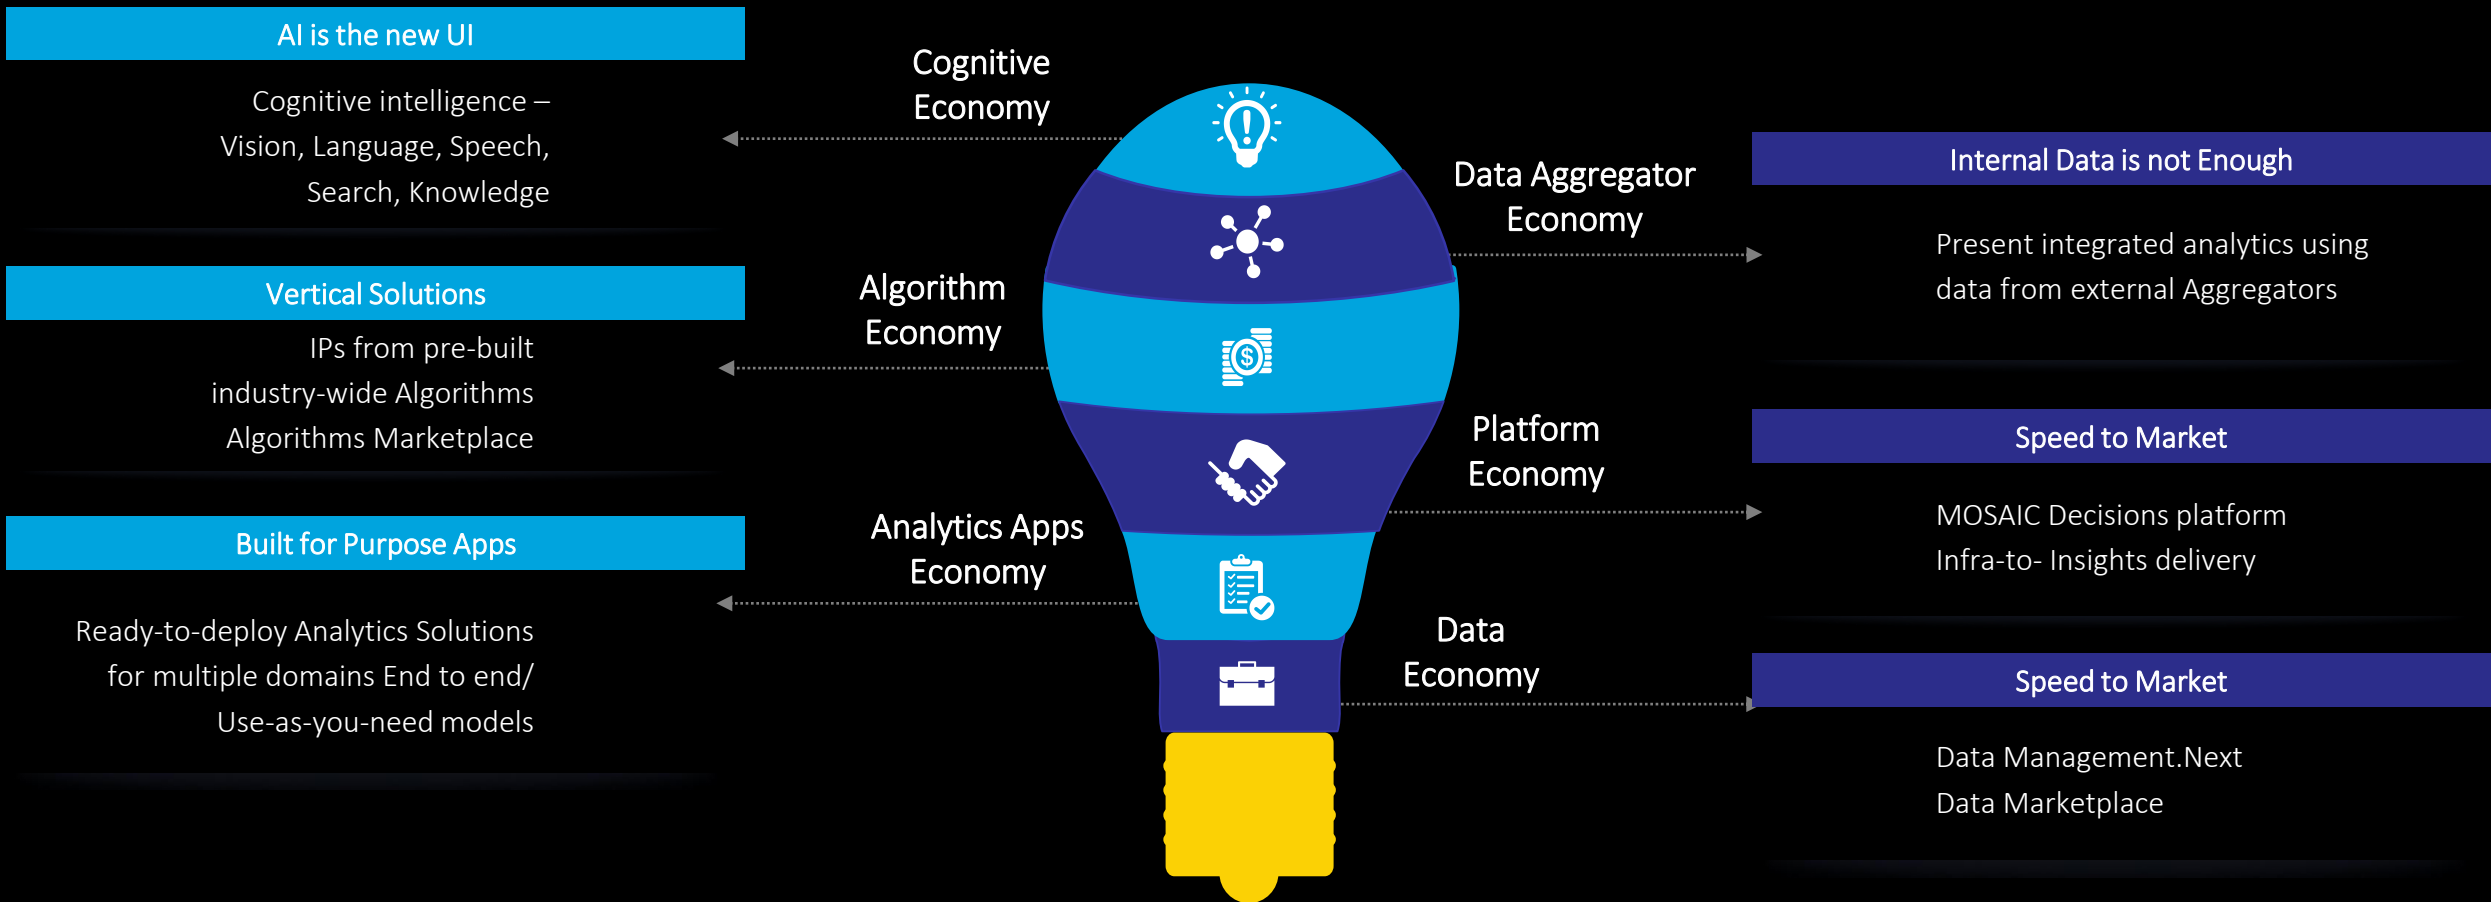 AI is the new UI
Cognitive intelligence –
Vision, Language, Speech,
Search, Knowledge
Cognitive
Economy
Vertical Solutions
IPs from pre-built
industry-wide Algorithms
Algorithms Marketplace
Algorithm
Economy
Built for Purpose Apps
Ready-to-deploy Analytics Solutions
for multiple domains End to end/
Use-as-you-need models
Analytics Apps
Economy
$
Data Aggregator
Economy
Internal Data is not Enough
Present integrated analytics using
data from external Aggregators
Platform
Economy
Speed to Market
MOSAIC Decisions platform
Infra-to- Insights delivery
Data
Economy
Speed to Market
Data Management.Next
Data Marketplace